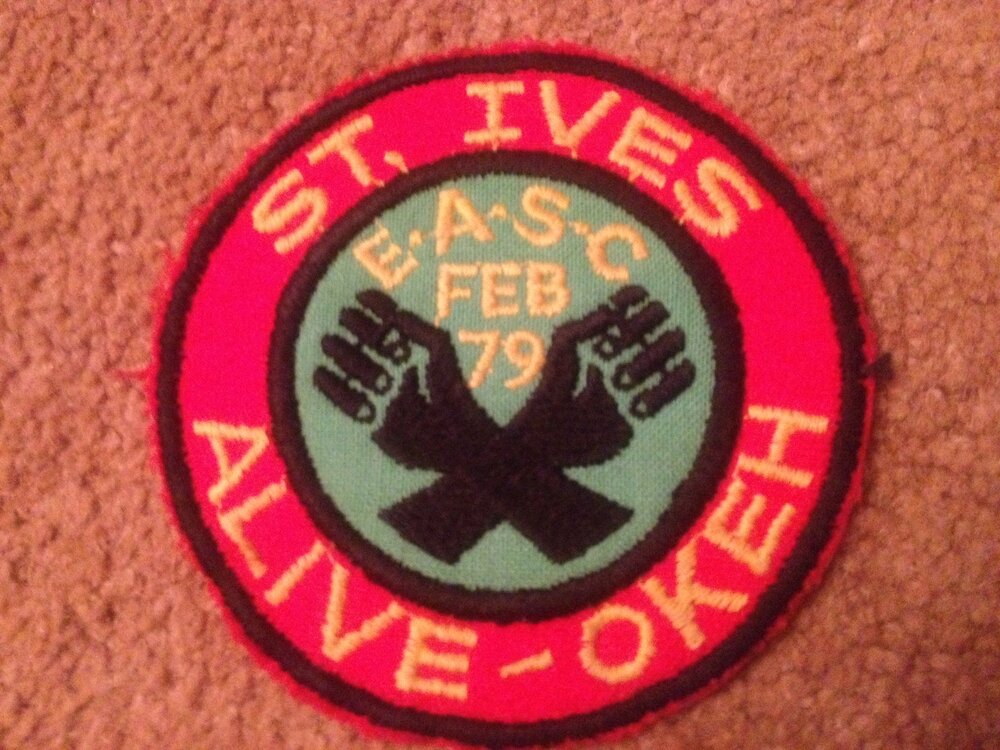 ST. IVES
E·A·S·C
FEB
79
ALIVE-OKEH